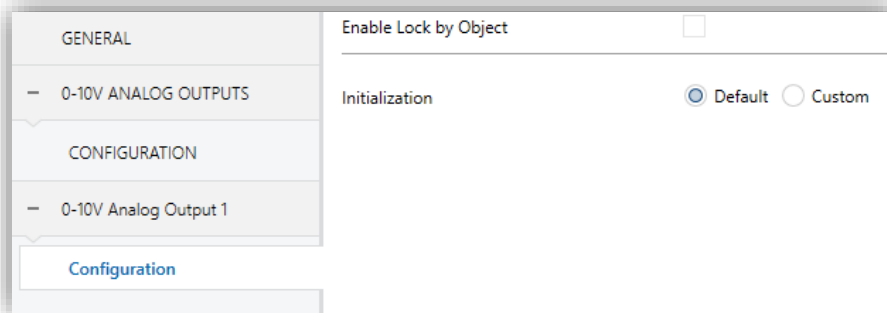 GENERAL
0-10V ANALOG OUTPUTS
CONFIGURATION
0-10V Analog Output 1
Configuration
Enable Lock by Object
Initialization Default Custom